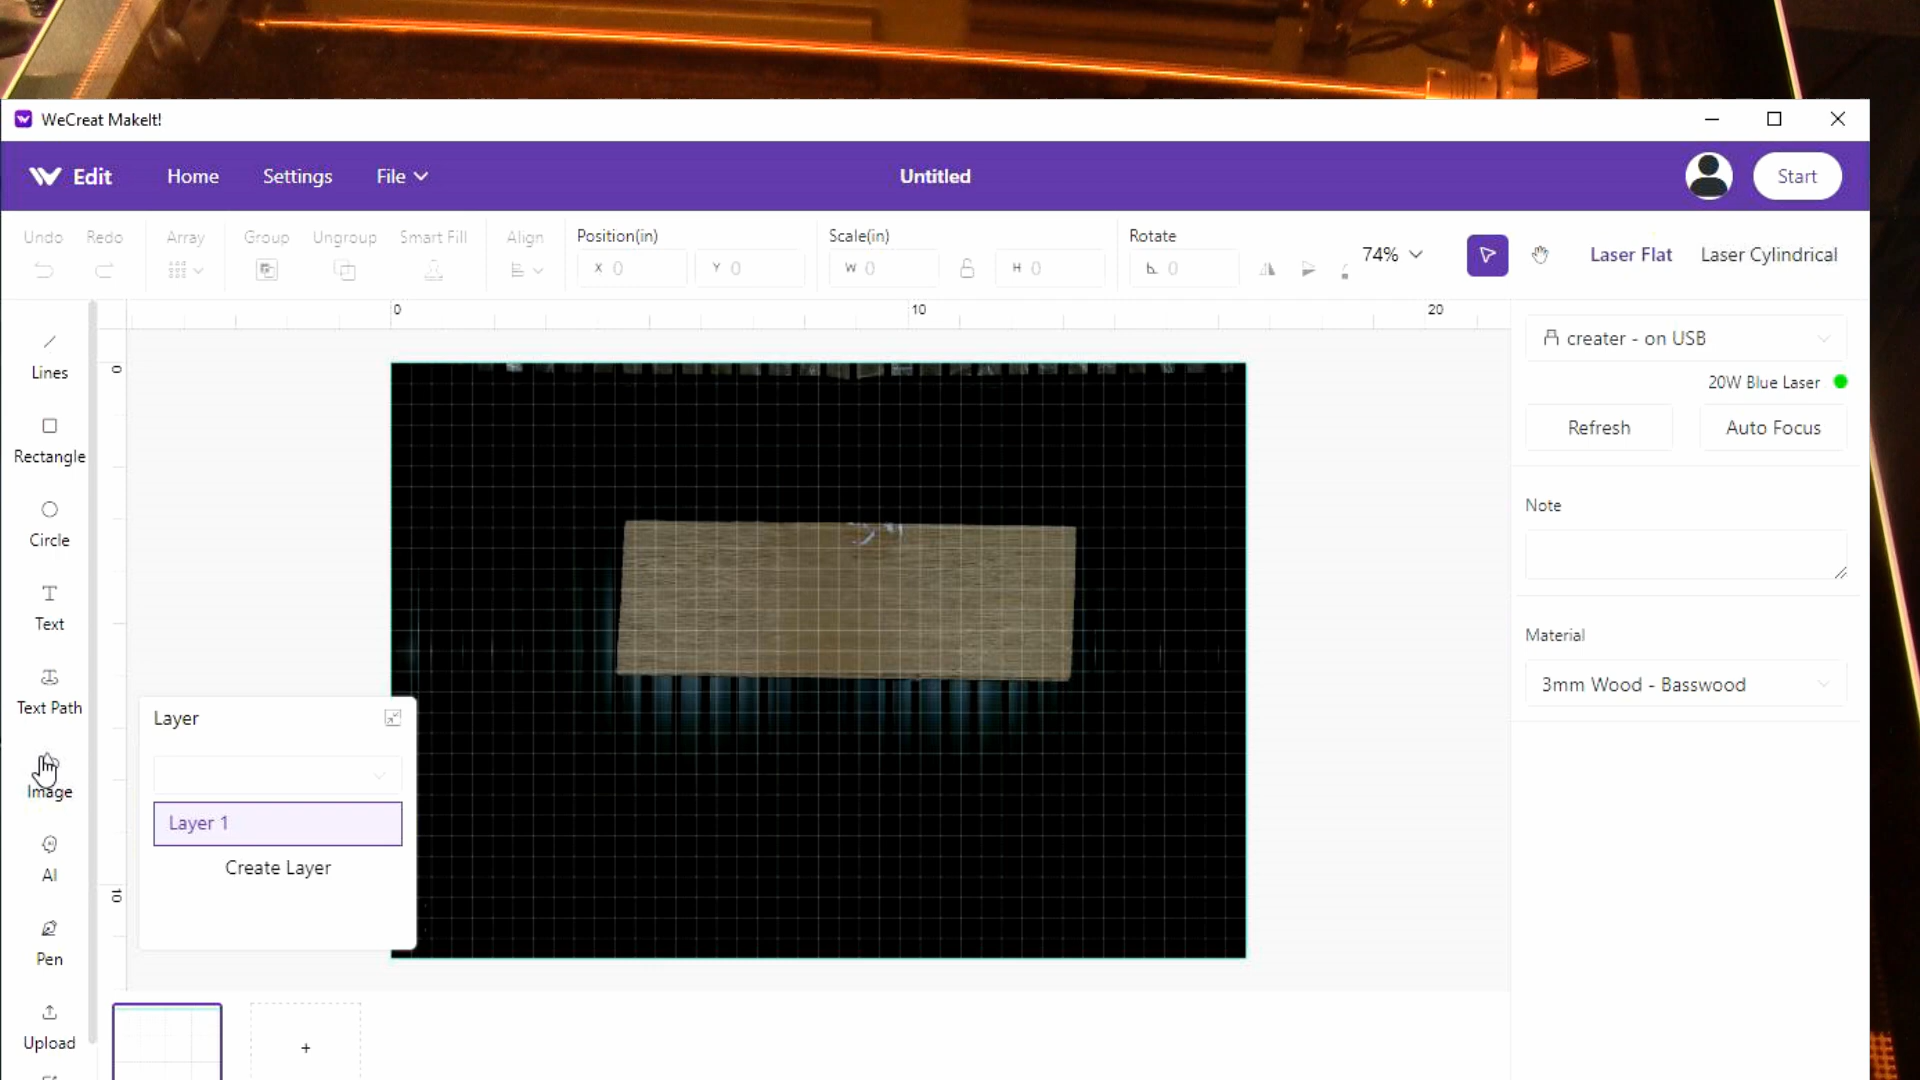 WeCreat MakeIt!
Edit Home Settings File Untitled Start
Undo Redo Array Group Ungroup Smart Fill Align Position(in) Scale(in) Rotate
X 0 Y 0 W 0 H 0 0 74% Laser Flat Laser Cylindrical
0 10 20
0
10
Lines
Rectangle
Circle
Text
Text Path
Image
AI
Pen
Upload
Layer
Layer 1
Create Layer
+
creater - on USB
20W Blue Laser
Refresh Auto Focus
Note
Material
3mm Wood - Basswood